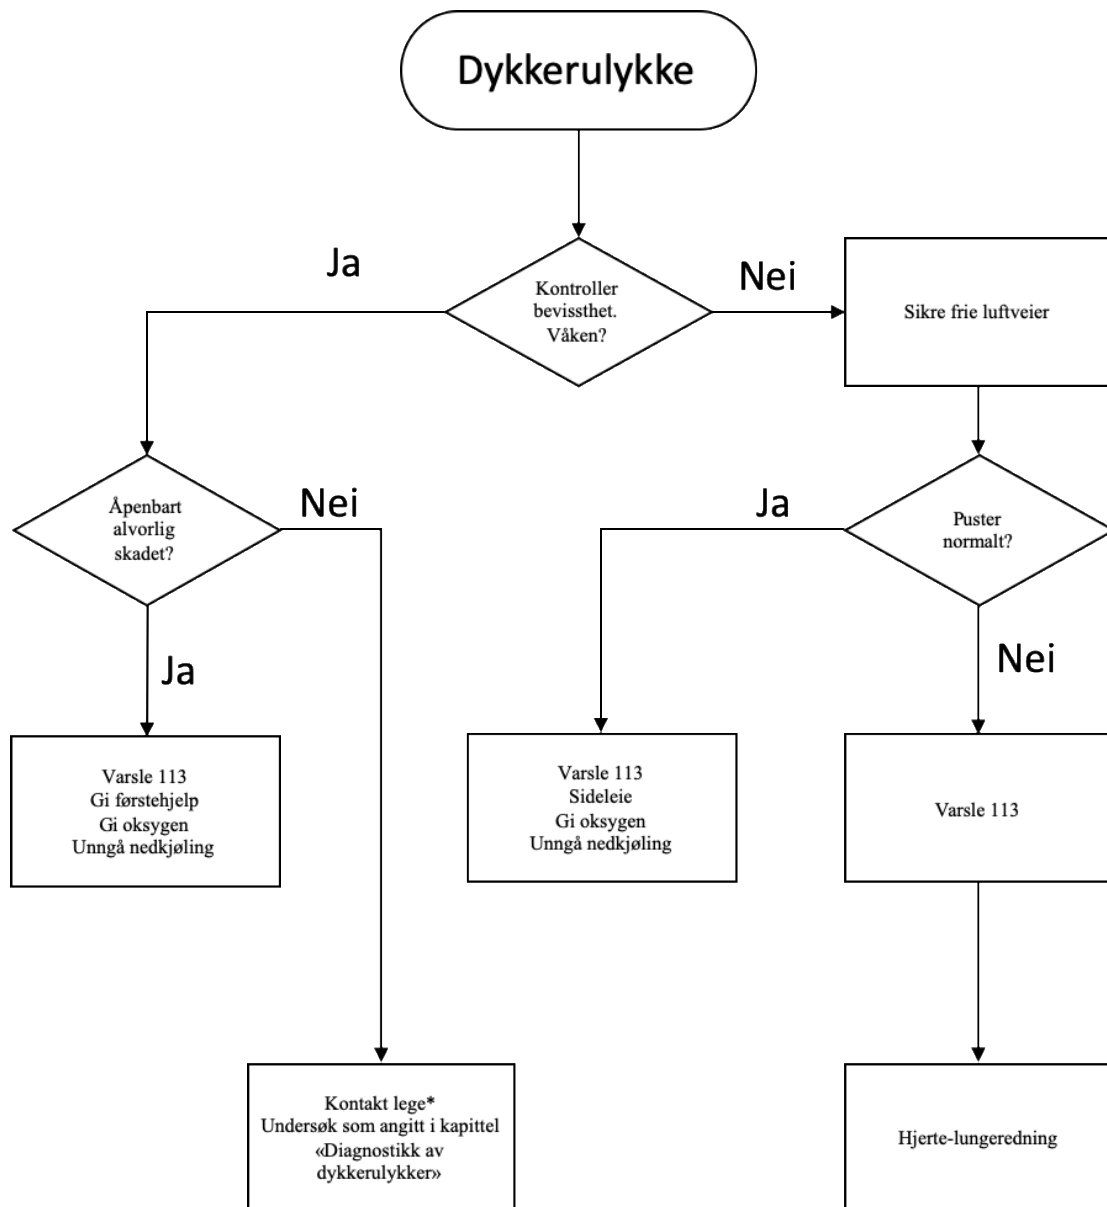 Dykkerulykke
Ja
Kontroller
bevissthet.
Våken?
Nei
Sikre frie luftveier
Åpenbart
alvorlig
skadet?
Nei
Ja
Puster
normalt?
Ja
Nei
Varsle 113
Gi førstehjelp
Gi oksygen
Unngå nedkjøling
Varsle 113
Sideleie
Gi oksygen
Unngå nedkjøling
Varsle 113
Kontakt lege*
Undersøk som angitt i kapittel
«Diagnostikk av
dykkerulykker»
Hjerte-lungeredning